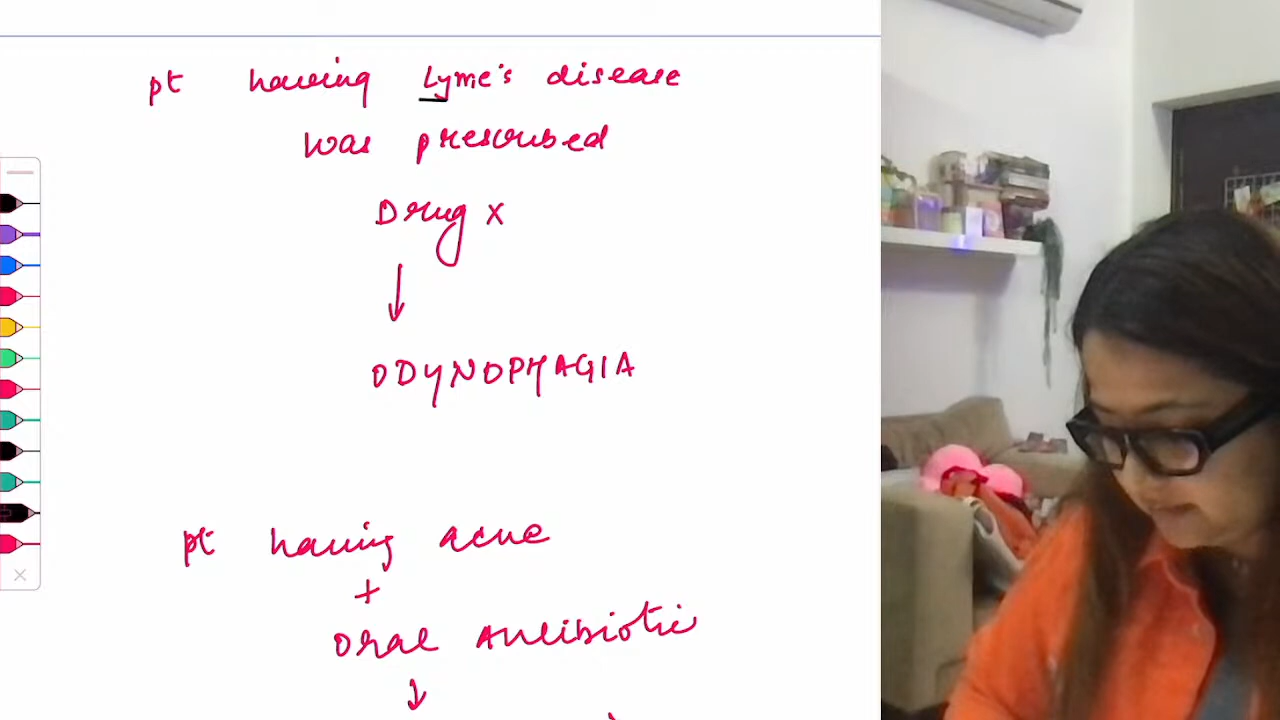 pt having Lyme's disease
was prescribed
Drug X
↓
ODYNOPHAGIA
pt having acne
+
Oral Antibiotic
↓